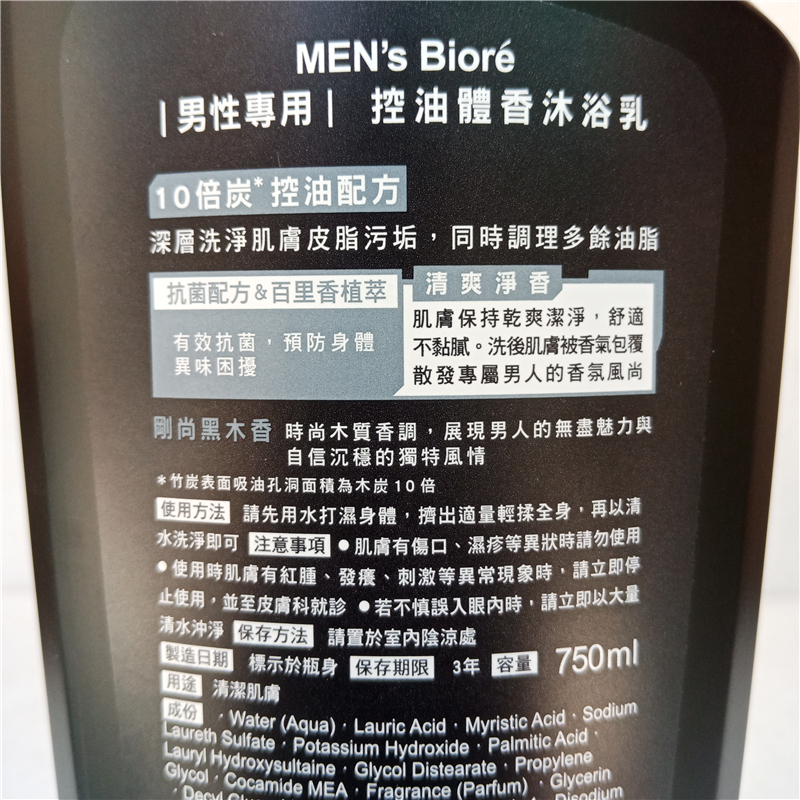 MEN's Bioré
|男性專用| 控油體香沐浴乳
10倍炭*控油配方
深層洗淨肌膚皮脂污垢，同時調理多餘油脂
抗菌配方&百里香植萃
有效抗菌，預防身體
異味困擾
清爽淨香
肌膚保持乾爽潔淨，舒適
不黏膩。洗後肌膚被香氣包覆
散發專屬男人的香氛風尚
剛尚黑木香 時尚木質香調，展現男人的無盡魅力與
自信沉穩的獨特風情
*竹炭表面吸油孔洞面積為木炭10倍
使用方法 請先用水打濕身體，擠出適量輕揉全身，再以清
水洗淨即可 注意事項 ●肌膚有傷口、濕疹等異狀時請勿使用
●使用時肌膚有紅腫、發癢、刺激等異常現象時，請立即停
止使用，並至皮膚科就診 ●若不慎誤入眼內時，請立即以大量
清水沖淨 保存方法 請置於室內陰涼處
製造日期 標示於瓶身 保存期限 3年 容量 750ml
用途 清潔肌膚
成份 · Water (Aqua) · Lauric Acid · Myristic Acid · Sodium
Laureth Sulfate · Potassium Hydroxide · Palmitic Acid ·
Lauryl Hydroxysultaine · Glycol Distearate · Propylene
Glycol · Cocamide MEA · Fragrance (Parfum) · Glycerin
· Decyl · Disodium